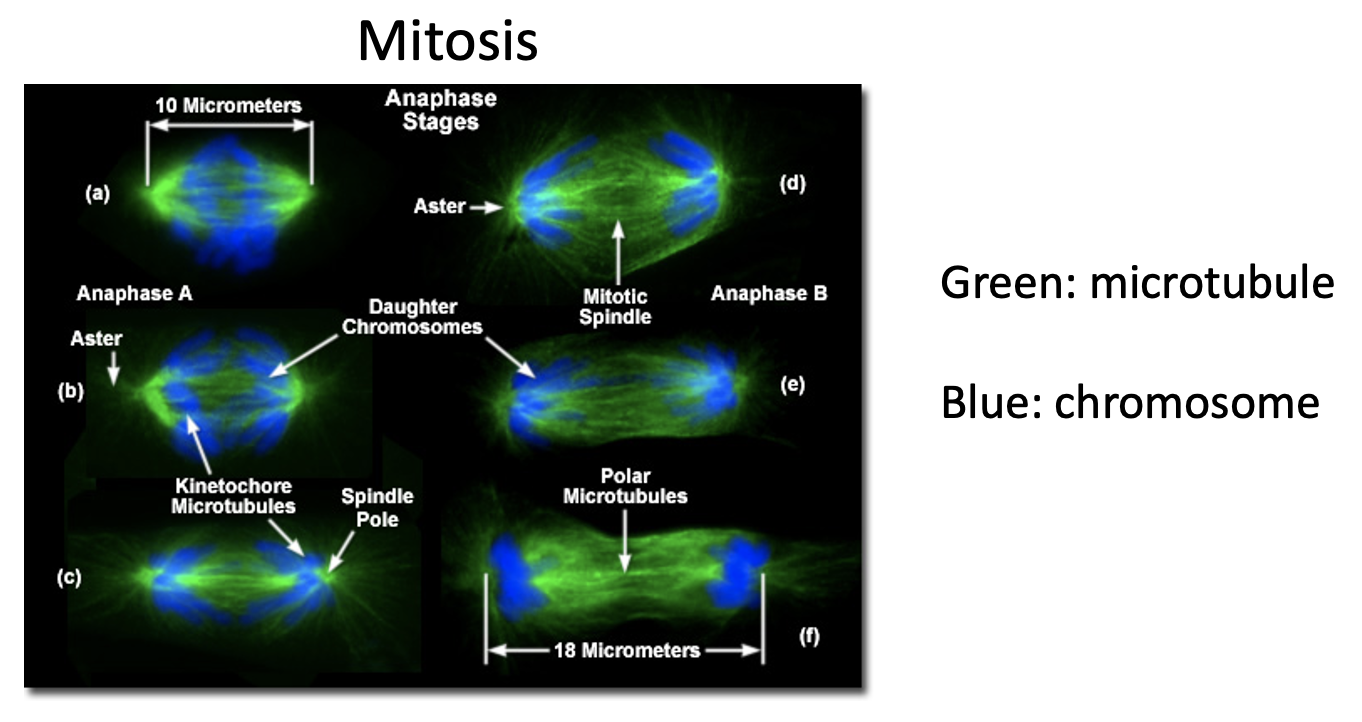 Mitosis
10 Micrometers
Anaphase
Stages
(a)
(d)
Aster
Anaphase A
Mitotic
Spindle
Anaphase B
Daughter
Chromosomes
Aster
(b)
(e)
Kinetochore
Microtubules
Spindle
Pole
Polar
Microtubules
(c)
(f)
18 Micrometers
Green: microtubule
Blue: chromosome